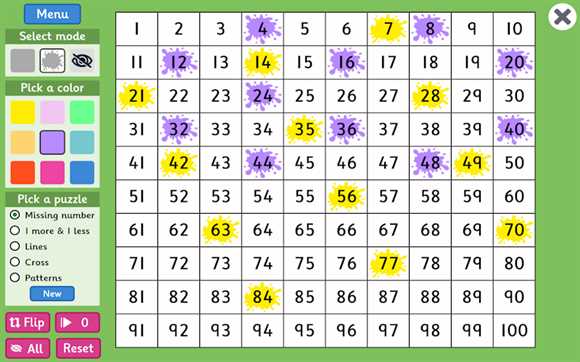 Menu
Select mode
Pick a color
Pick a puzzle
Missing number
1 more & 1 less
Lines
Cross
Patterns
New
Flip
0
All
Reset
1 2 3 4 5 6 7 8 9 10
11 12 13 14 15 16 17 18 19 20
21 22 23 24 25 26 27 28 29 30
31 32 33 34 35 36 37 38 39 40
41 42 43 44 45 46 47 48 49 50
51 52 53 54 55 56 57 58 59 60
61 62 63 64 65 66 67 68 69 70
71 72 73 74 75 76 77 78 79 80
81 82 83 84 85 86 87 88 89 90
91 92 93 94 95 96 97 98 99 100